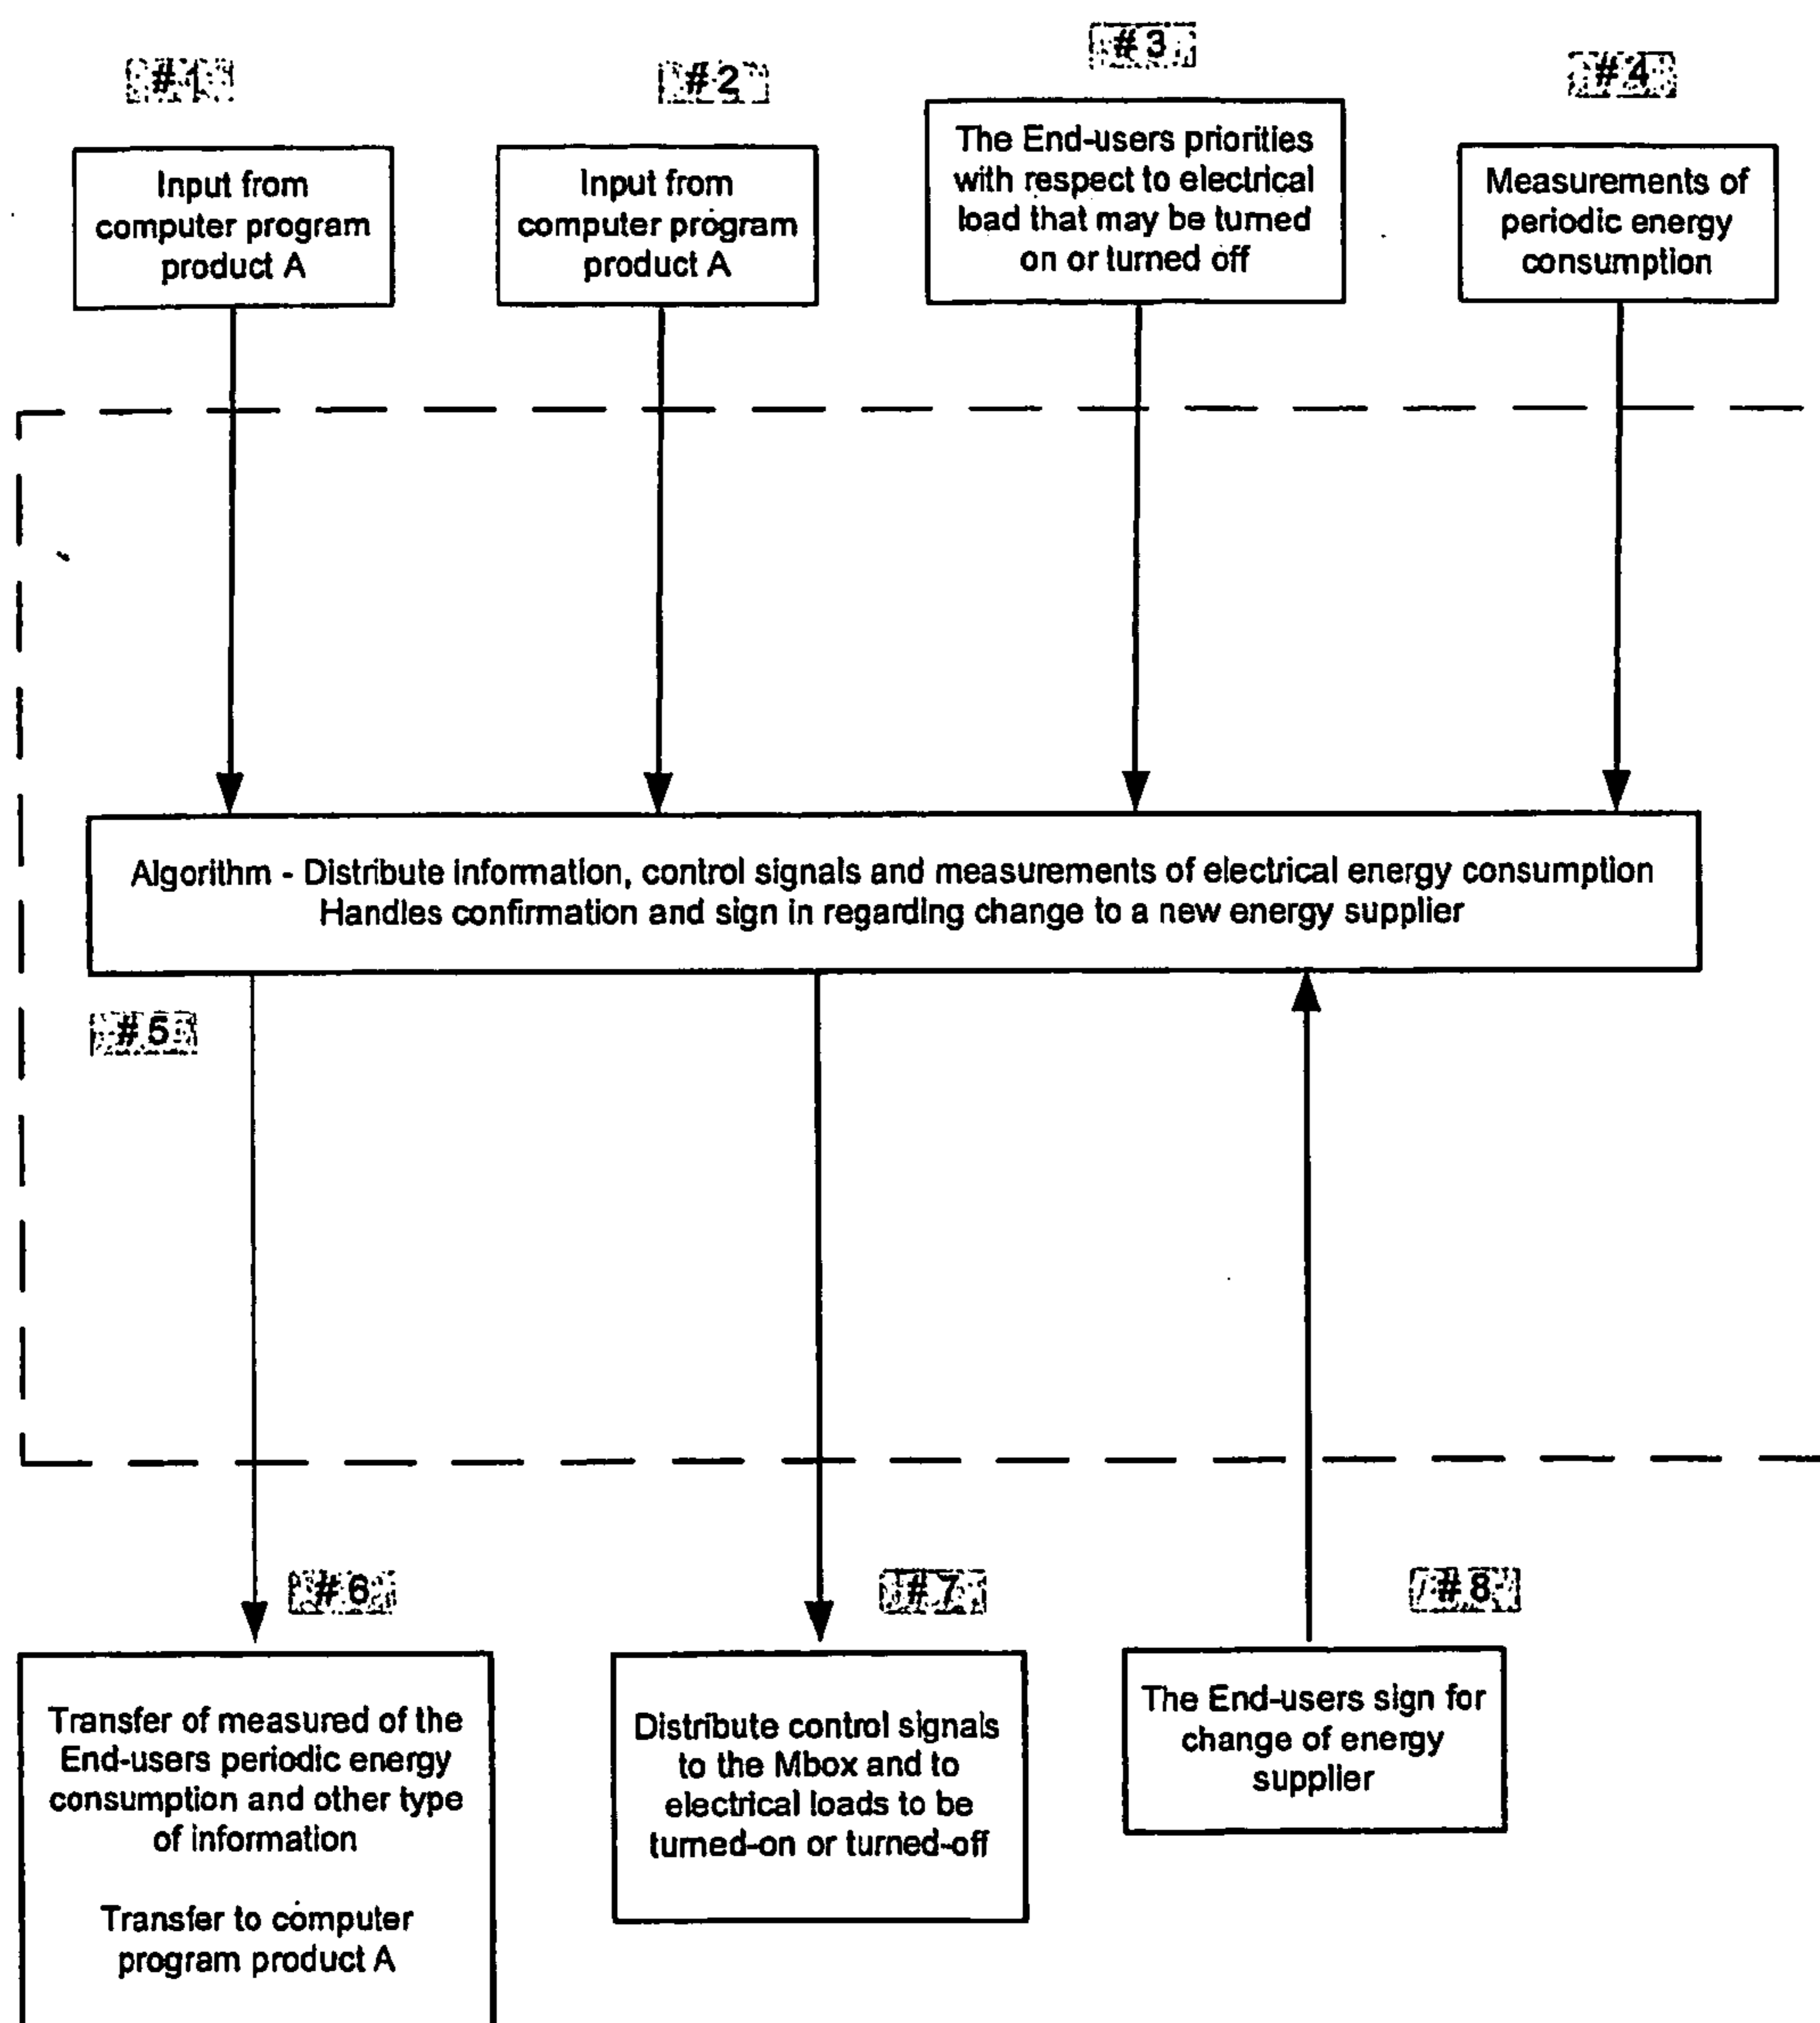 #1
#2
#3
#4
Input from
computer program
product A
Input from
computer program
product A
The End-users priorities
with respect to electrical
load that may be turned
on or turned off
Measurements of
periodic energy
consumption
Algorithm - Distribute information, control signals and measurements of electrical energy consumption
Handles confirmation and sign in regarding change to a new energy supplier
#5
#6
#7
#8
Transfer of measured of the
End-users periodic energy
consumption and other type
of information
Transfer to computer
program product A
Distribute control signals
to the Mbox and to
electrical loads to be
turned-on or turned-off
The End-users sign for
change of energy
supplier